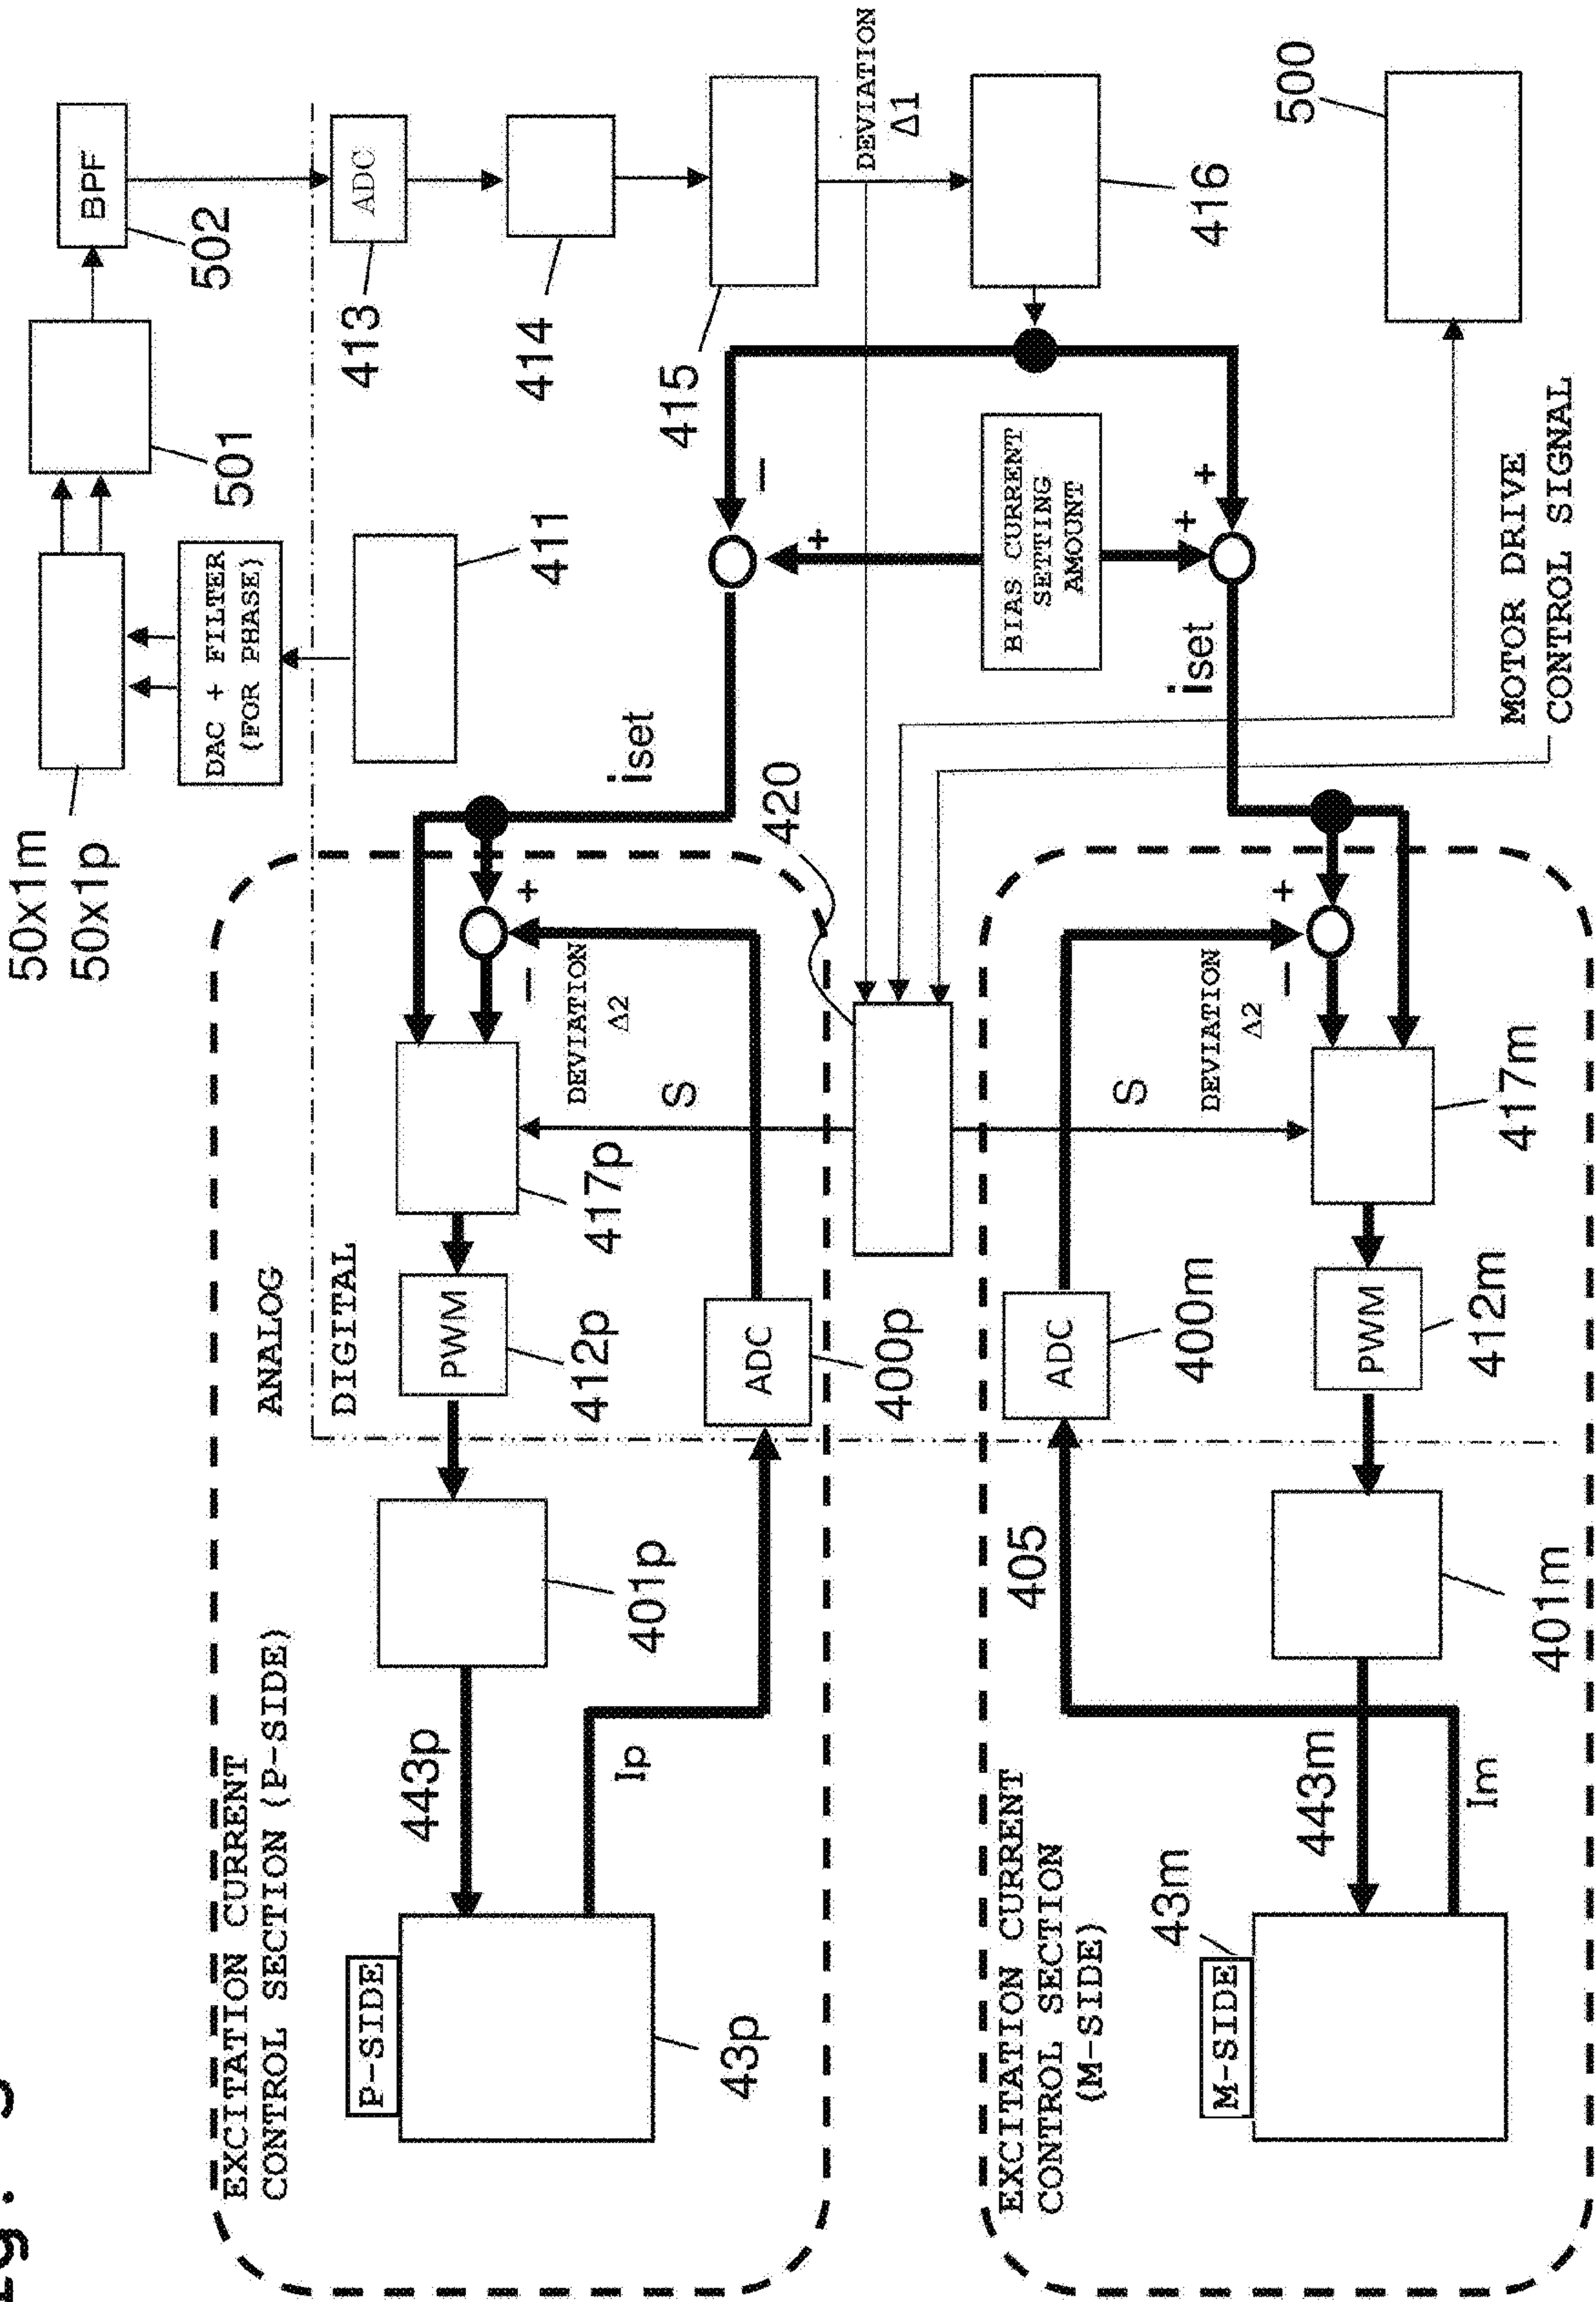 50x1m
50x1p
501
BPF
502
DAC + FILTER
(FOR PHASE)
411
ANALOG
DIGITAL
ADC
413
414
415
DEVIATION
Δ1
416
500
EXCITATION CURRENT
CONTROL SECTION (P-SIDE)
P-SIDE
43p
443p
Ip
401p
PWM
412p
417p
ADC
400p
DEVIATION
Δ2
S
+
−
iset
420
−
+
BIAS CURRENT
SETTING
AMOUNT
+
+
iset
MOTOR DRIVE
CONTROL SIGNAL
EXCITATION CURRENT
CONTROL SECTION
(M-SIDE)
M-SIDE
43m
443m
Im
405
401m
ADC
400m
PWM
412m
417m
S
DEVIATION
Δ2
+
−